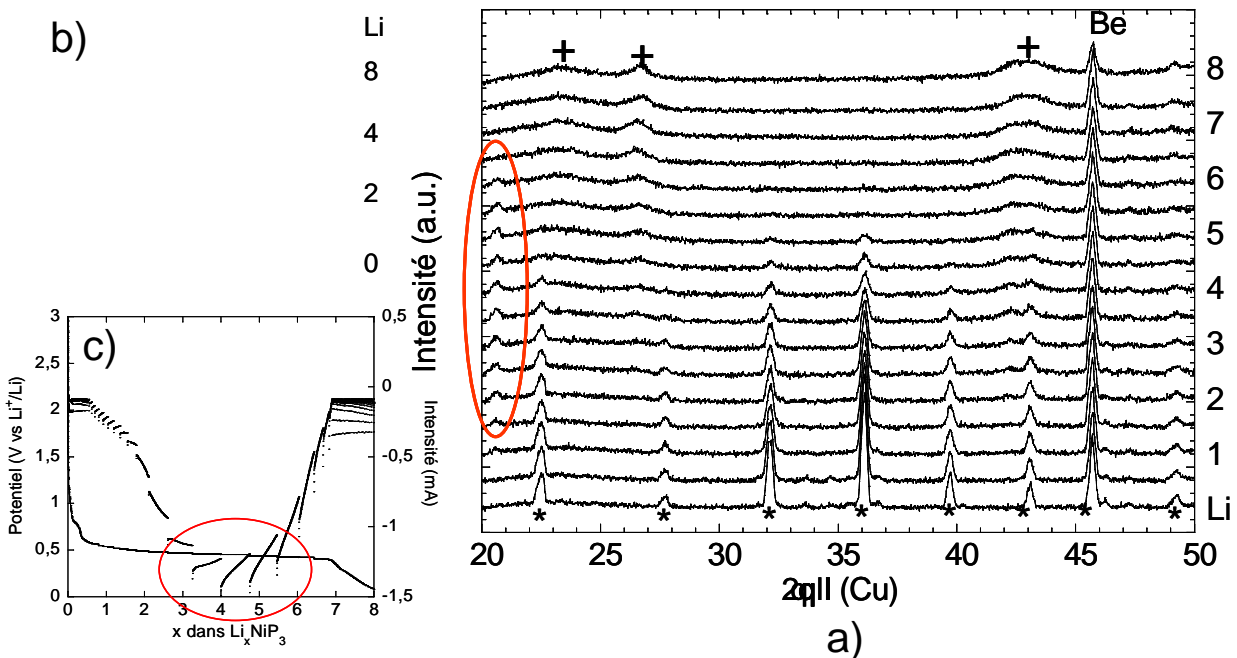 b)
Li
8
4
2
0
Intensité (a.u.)
+ + +
Be
8
7
6
5
4
3
2
1
Li
* * * * * * * *
20 25 30 35 40 45 50
(Cu)
a)
c)
3
2,5
2
1,5
1
0,5
0
Potentiel (V vs Li+/Li)
0,5
0
-0,5
-1
-1,5
Intensité (mA)
0 1 2 3 4 5 6 7 8
x dans LixNiP3